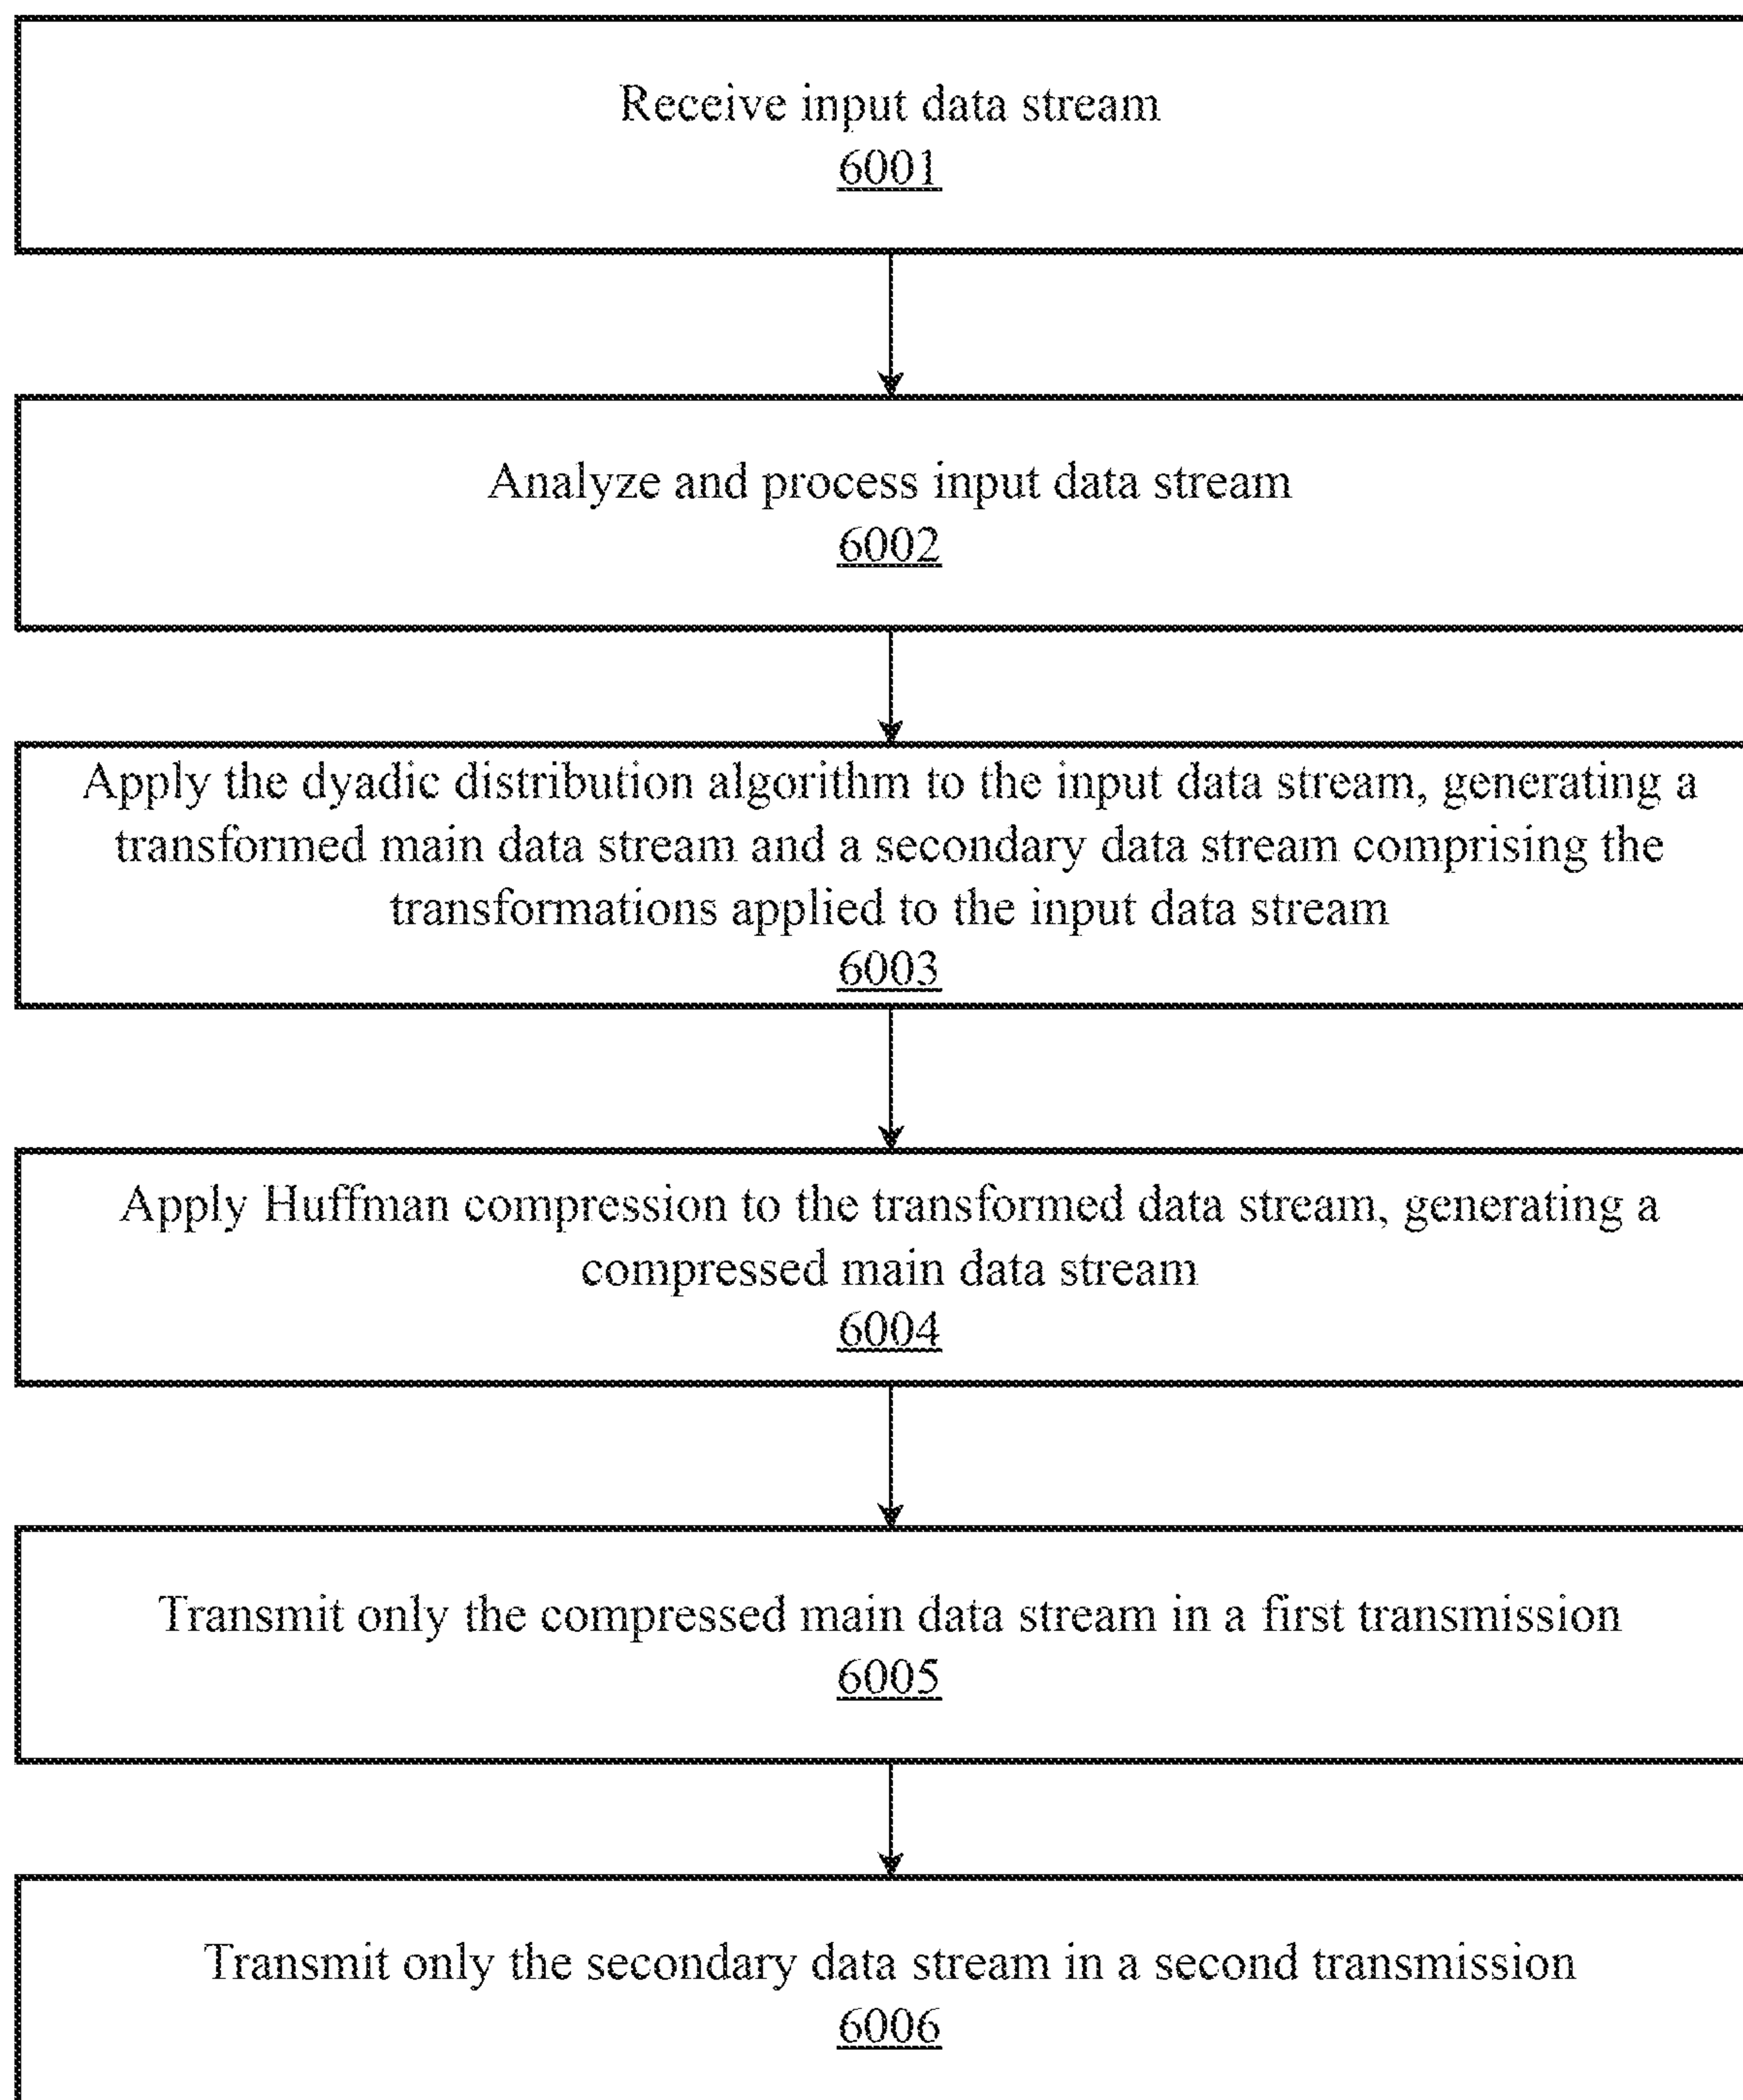 Receive input data stream
6001
Analyze and process input data stream
6002
Apply the dyadic distribution algorithm to the input data stream, generating a
transformed main data stream and a secondary data stream comprising the
transformations applied to the input data stream
6003
Apply Huffman compression to the transformed data stream, generating a
compressed main data stream
6004
Transmit only the compressed main data stream in a first transmission
6005
Transmit only the secondary data stream in a second transmission
6006